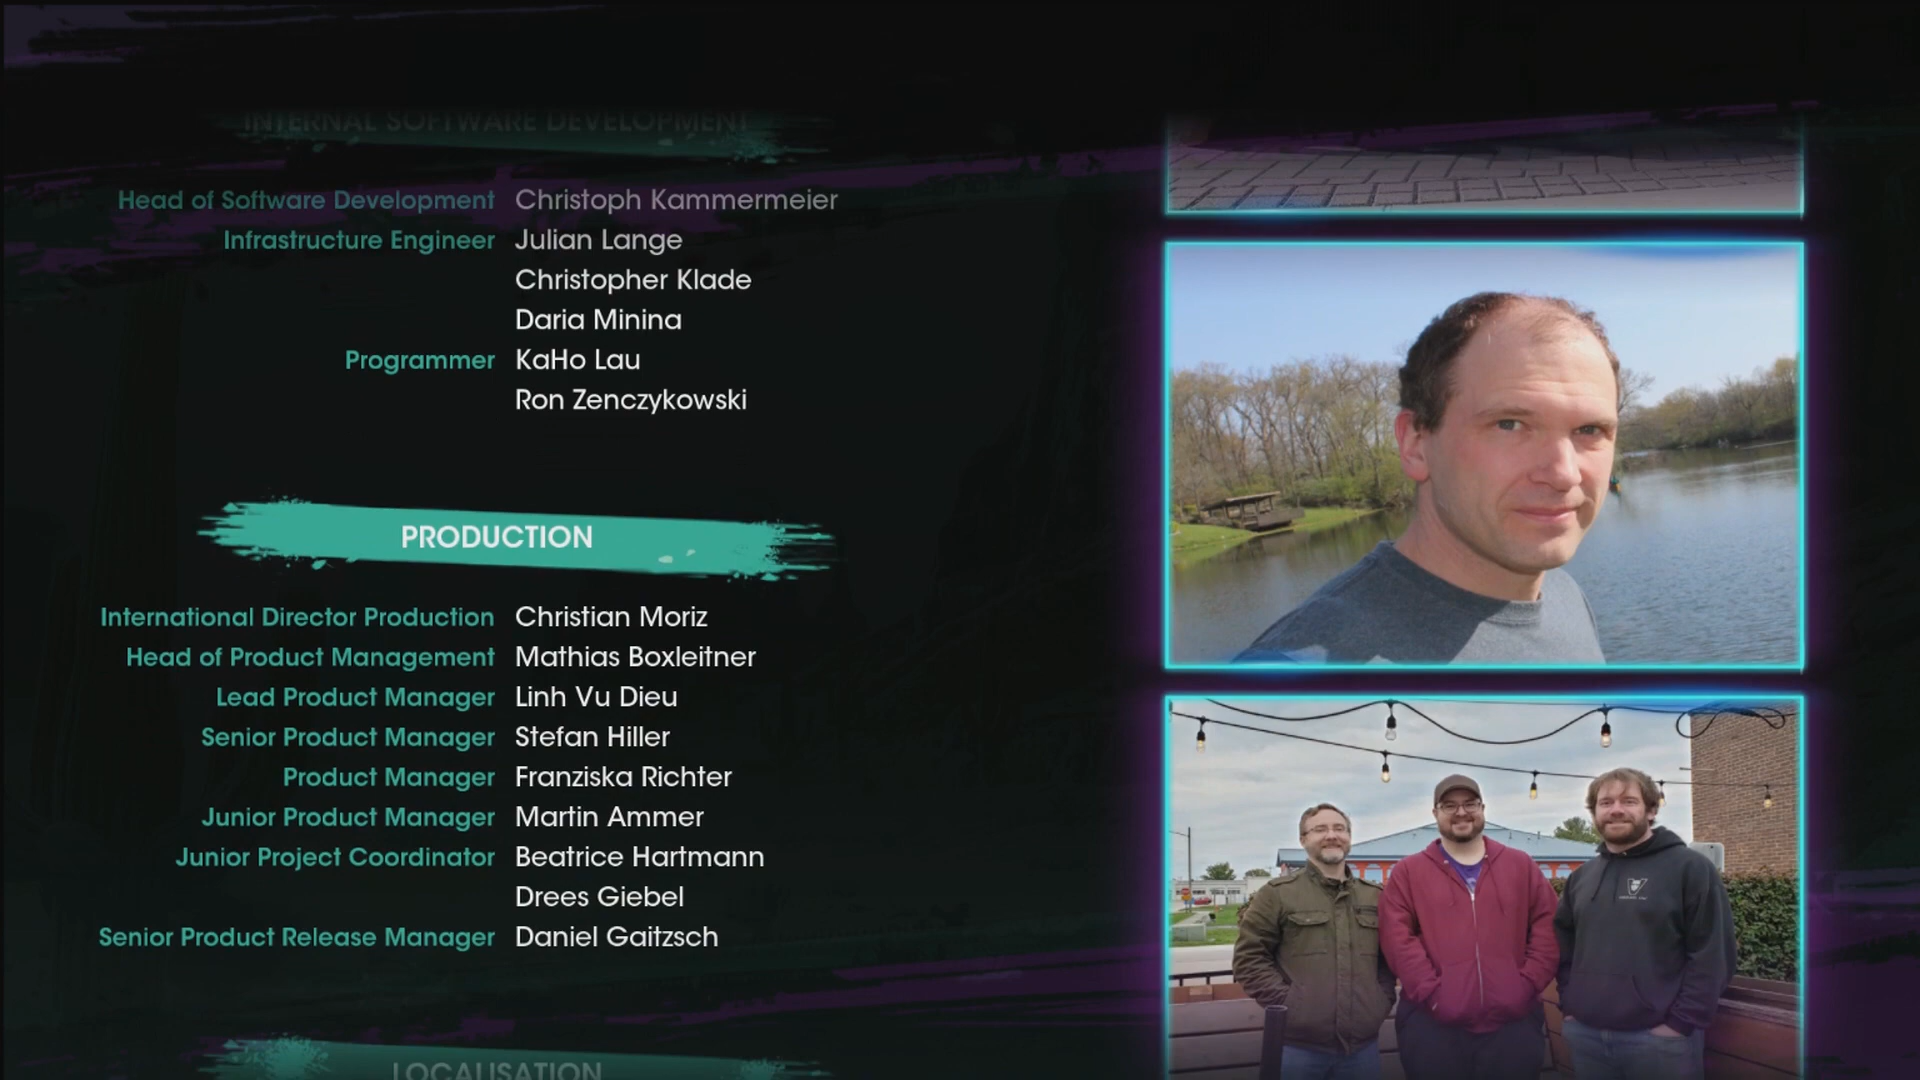 INTERNAL SOFTWARE DEVELOPMENT
Head of Software Development Christoph Kammermeier
Infrastructure Engineer Julian Lange
Christopher Klade
Daria Minina
Programmer KaHo Lau
Ron Zenczykowski
PRODUCTION
International Director Production Christian Moriz
Head of Product Management Mathias Boxleitner
Lead Product Manager Linh Vu Dieu
Senior Product Manager Stefan Hiller
Product Manager Franziska Richter
Junior Product Manager Martin Ammer
Junior Project Coordinator Beatrice Hartmann
Drees Giebel
Senior Product Release Manager Daniel Gaitzsch
LOCALISATION